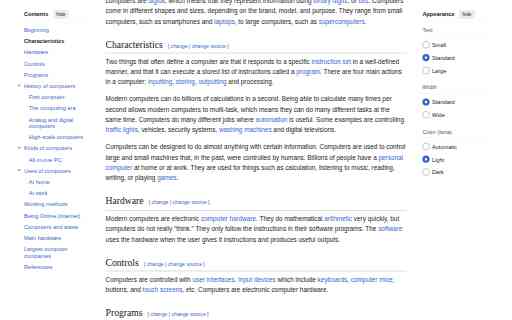 Contents hide
Beginning
Characteristics
Hardware
Controls
Programs
History of computers
First computer
The computing era
Analog and digital
computers
High-scale computers
Kinds of computers
All-in-one PC
Uses of computers
At home
At work
Working methods
Being Online (Internet)
Computers and waste
Main hardware
Largest computer
companies
References
come in different shapes and sizes, depending on the brand, model, and purpose. They range from small
computers, such as smartphones and laptops, to large computers, such as supercomputers.
Characteristics [ change | change source ]
Two things that often define a computer are that it responds to a specific instruction set in a well-defined
manner, and that it can execute a stored list of instructions called a program. There are four main actions
in a computer: inputting, storing, outputting and processing.
Modern computers can do billions of calculations in a second. Being able to calculate many times per
second allows modern computers to multi-task, which means they can do many different tasks at the
same time. Computers do many different jobs where automation is useful. Some examples are controlling
traffic lights, vehicles, security systems, washing machines and digital televisions.
Computers can be designed to do almost anything with certain information. Computers are used to control
large and small machines that, in the past, were controlled by humans. Billions of people have a personal
computer at home or at work. They are used for things such as calculation, listening to music, reading,
writing, or playing games.
Hardware [ change | change source ]
Modern computers are electronic computer hardware. They do mathematical arithmetic very quickly, but
computers do not really "think." They only follow the instructions in their software programs. The software
uses the hardware when the user gives it instructions and produces useful outputs.
Controls [ change | change source ]
Computers are controlled with user interfaces. Input devices which include keyboards, computer mice,
buttons, and touch screens, etc. Computers are electronic computer hardware.
Programs [ change | change source ]
Appearance hide
Text
Small
Standard
Large
Width
Standard
Wide
Color (beta)
Automatic
Light
Dark